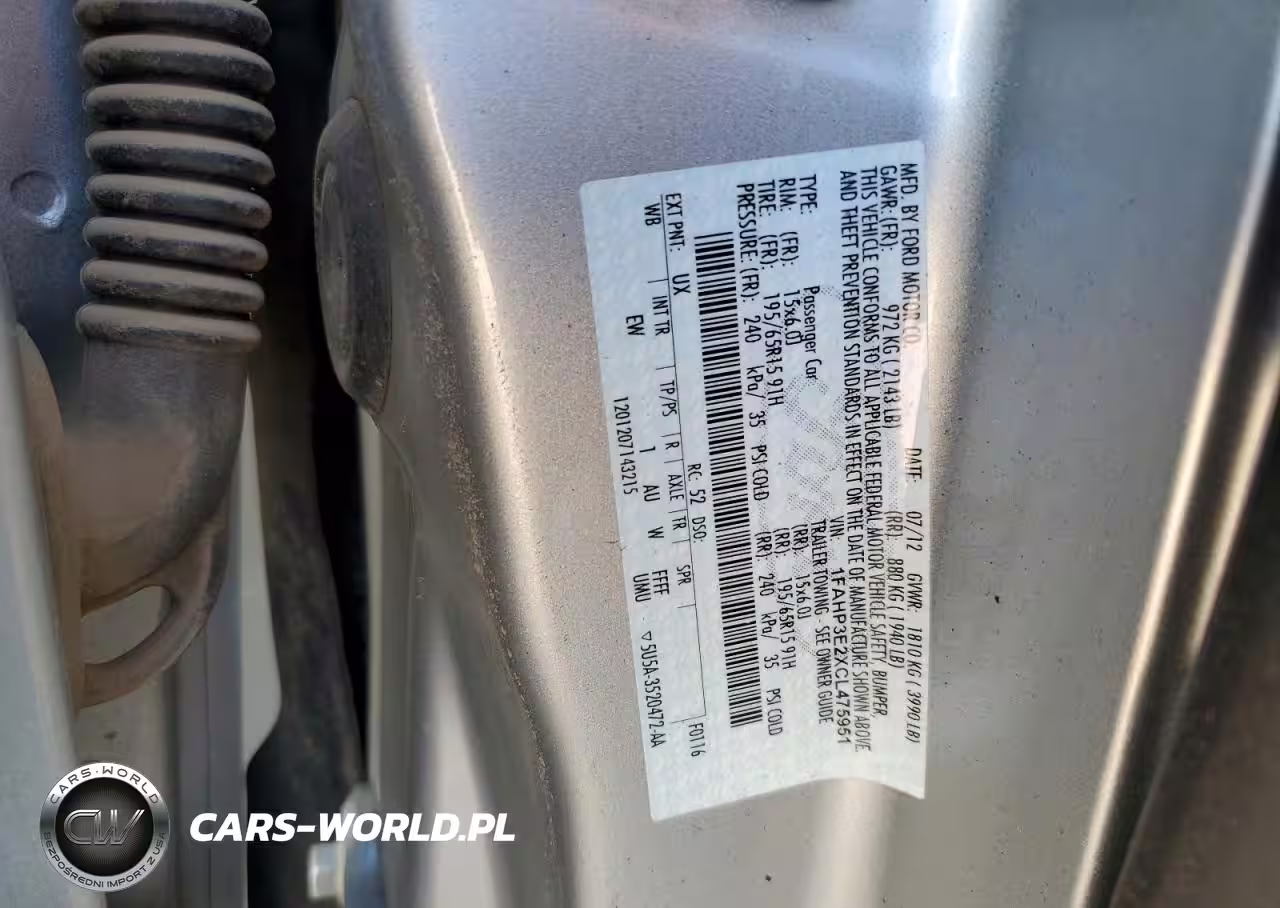 MFD. BY FORD MOTOR CO.
DATE: 07/12 GVWR: 1810 KG ( 3990 LB)
GAWR: (FR): 972 KG ( 2143 LB) (RR): 880 KG ( 1940 LB)
THIS VEHICLE CONFORMS TO ALL APPLICABLE FEDERAL MOTOR VEHICLE SAFETY, BUMPER,
AND THEFT PREVENTION STANDARDS IN EFFECT ON THE DATE OF MANUFACTURE SHOWN ABOVE.
VIN: 1FAHP3E2XCL475951
TYPE: Passenger Car TRAILER TOWING - SEE OWNER GUIDE
RIM: (FR): 15x6.0J (RR): 15x6.0J
TIRE: (FR): 195/65R15 91H (RR): 195/65R15 91H
PRESSURE: (FR): 240 kPa/ 35 PSI COLD (RR): 240 kPa/ 35 PSI COLD
RC: 52 DSO: F0116
EXT PNT: UX
WB INT TR TP/PS R AXLE TR SPR
EW 1 AU W FFFF
1201207143215 UMU ▽5U5A-3520472-AA
CARS-WORLD
CW
BEZPOŚREDNI IMPORT Z USA
CARS-WORLD.PL